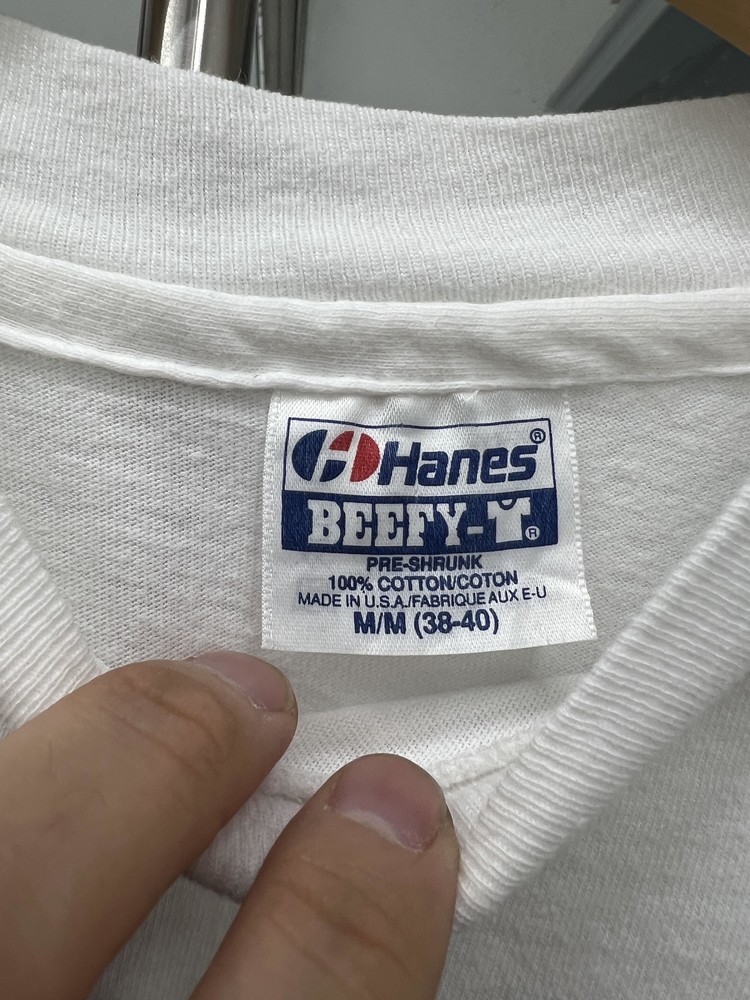 Hanes®
BEEFY-T®
PRE-SHRUNK
100% COTTON/COTON
MADE IN U.S.A./FABRIQUE AUX E-U
M/M (38-40)